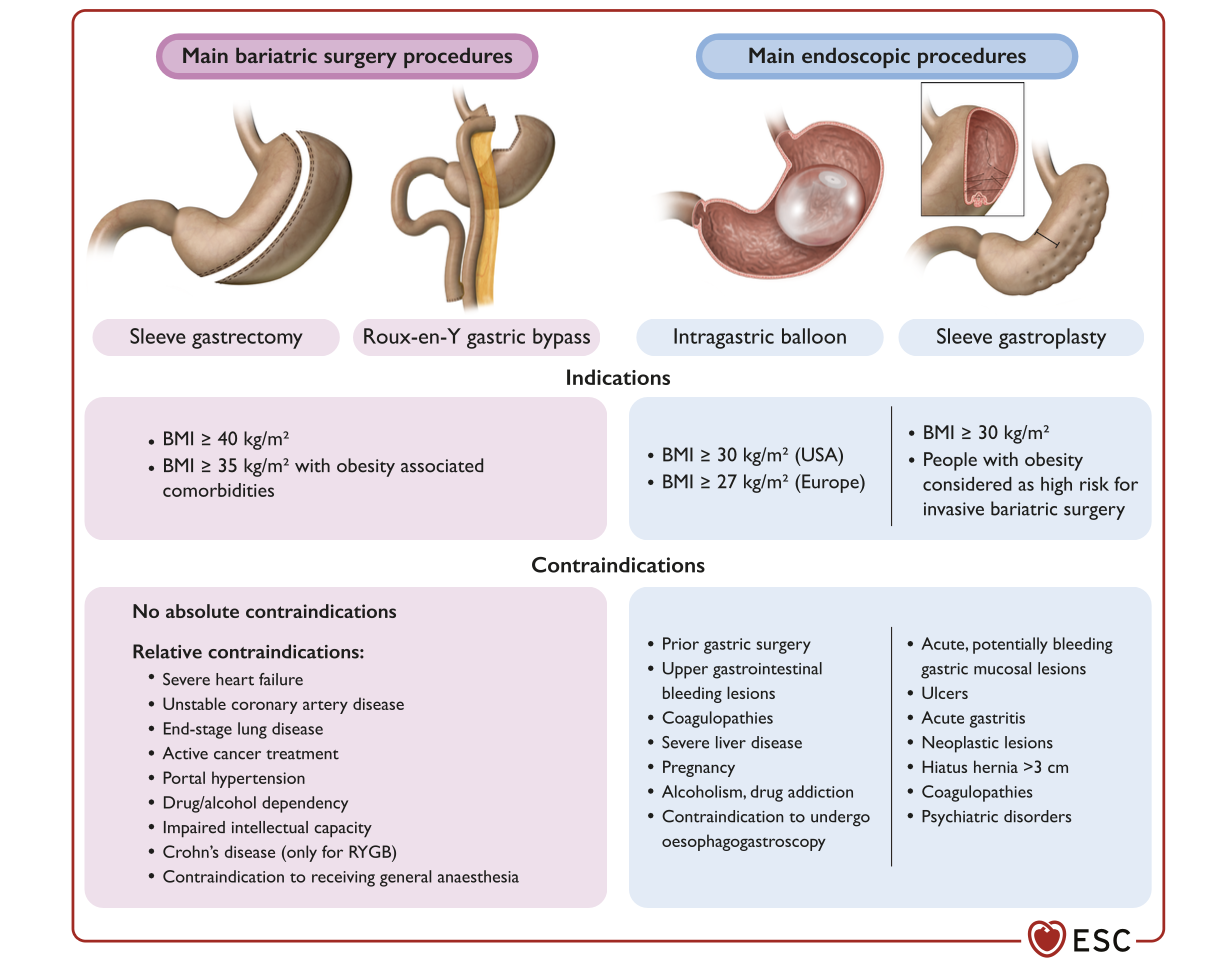 Main bariatric surgery procedures
Main endoscopic procedures
Sleeve gastrectomy
Roux-en-Y gastric bypass
Intragastric balloon
Sleeve gastroplasty
Indications
• BMI ≥ 40 kg/m²
• BMI ≥ 35 kg/m² with obesity associated
comorbidities
• BMI ≥ 30 kg/m² (USA)
• BMI ≥ 27 kg/m² (Europe)
• BMI ≥ 30 kg/m²
• People with obesity
considered as high risk for
invasive bariatric surgery
Contraindications
No absolute contraindications
Relative contraindications:
• Severe heart failure
• Unstable coronary artery disease
• End-stage lung disease
• Active cancer treatment
• Portal hypertension
• Drug/alcohol dependency
• Impaired intellectual capacity
• Crohn’s disease (only for RYGB)
• Contraindication to receiving general anaesthesia
• Prior gastric surgery
• Upper gastrointestinal
bleeding lesions
• Coagulopathies
• Severe liver disease
• Pregnancy
• Alcoholism, drug addiction
• Contraindication to undergo
oesophagogastroscopy
• Acute, potentially bleeding
gastric mucosal lesions
• Ulcers
• Acute gastritis
• Neoplastic lesions
• Hiatus hernia >3 cm
• Coagulopathies
• Psychiatric disorders
ESC